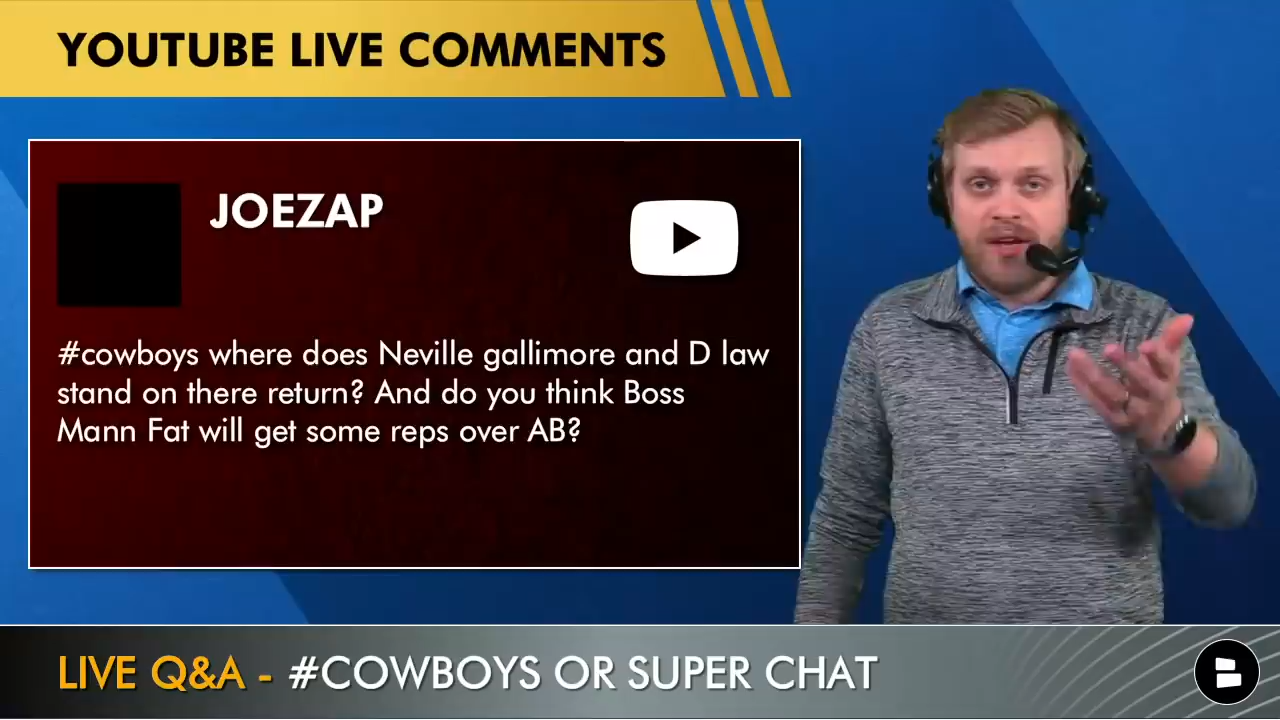 YOUTUBE LIVE COMMENTS
JOEZAP
#cowboys where does Neville gallimore and D law
stand on there return? And do you think Boss
Mann Fat will get some reps over AB?
LIVE Q&A - #COWBOYS OR SUPER CHAT